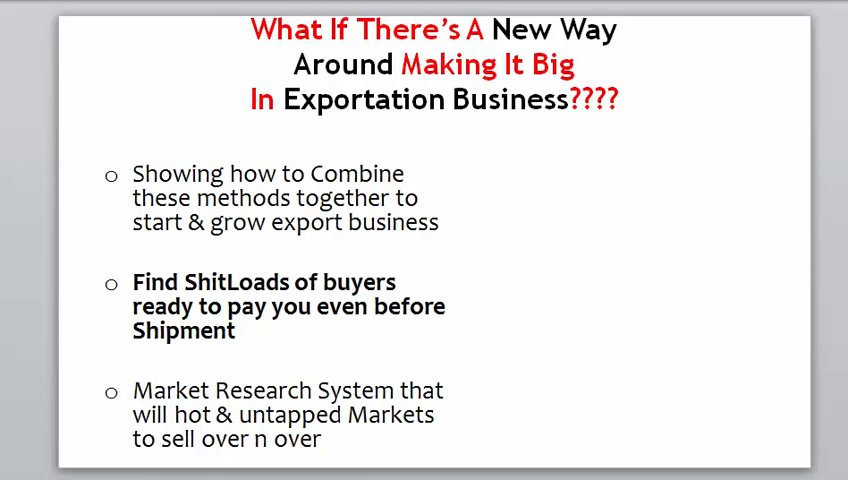 What If There's A New Way
Around Making It Big
In Exportation Business????
o Showing how to Combine
these methods together to
start & grow export business
o Find ShitLoads of buyers
ready to pay you even before
Shipment
o Market Research System that
will hot & untapped Markets
to sell over n over